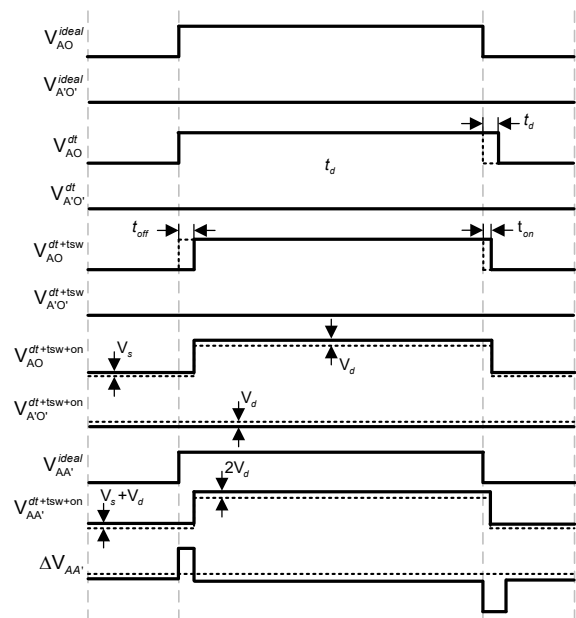 V_AO^ideal
V_A'O'^ideal
t_d
V_AO^dt
t_d
V_A'O'^dt
t_off
t_on
V_AO^dt+tsw
V_A'O'^dt+tsw
V_AO^dt+tsw+on
V_s
V_d
V_A'O'^dt+tsw+on
V_d
V_AA'^ideal
2V_d
V_s+V_d
V_AA'^dt+tsw+on
ΔV_AA'